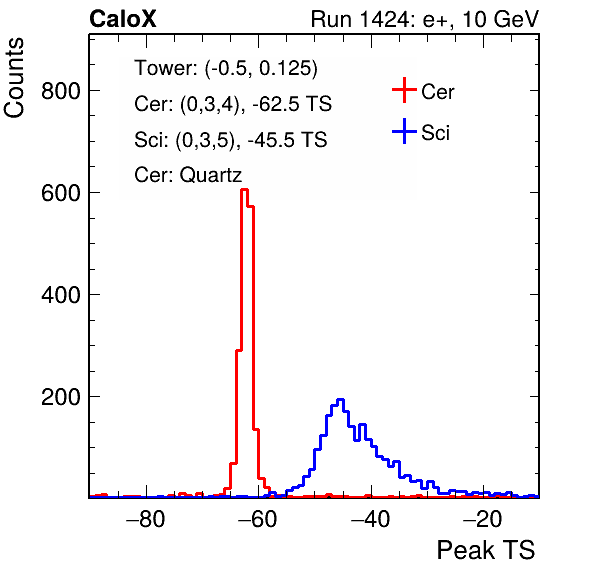 CaloX Run 1424: e+, 10 GeV
Counts
Tower: (-0.5, 0.125)
Cer: (0,3,4), -62.5 TS
Sci: (0,3,5), -45.5 TS
Cer: Quartz
Cer
Sci
800
600
400
200
−80 −60 −40 −20
Peak TS